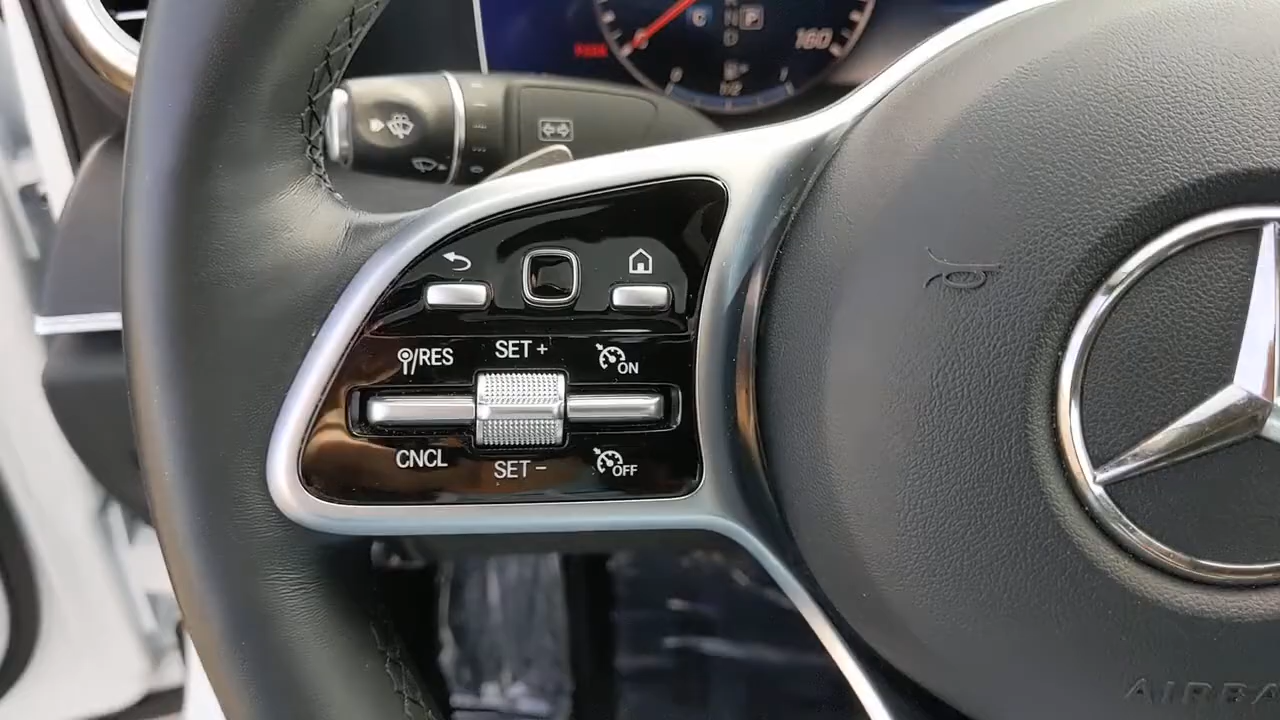 C
P
N
D
160
/RES
SET +
ON
CNCL
SET −
OFF
AIRBA